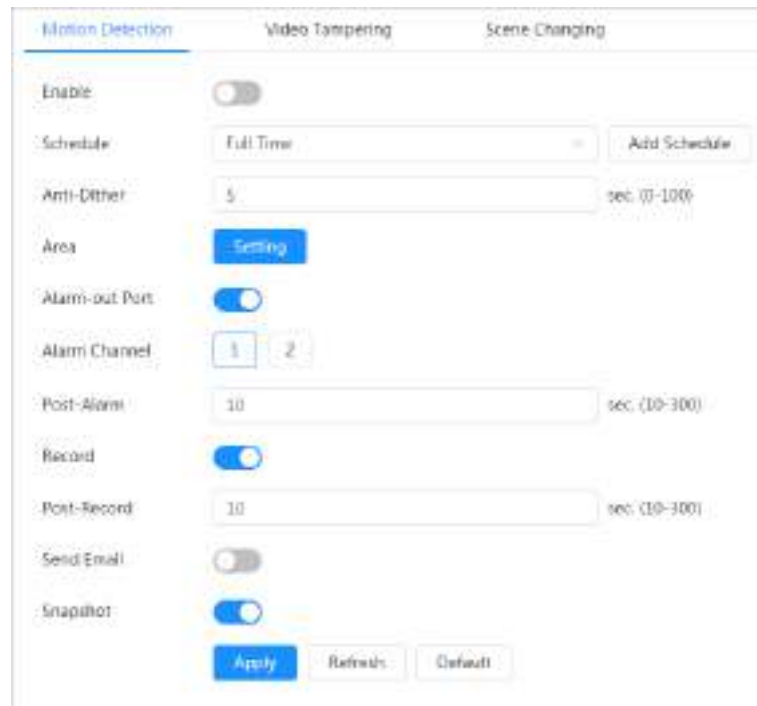 Motion Detection Video Tampering Scene Changing
Enable
Schedule Full Time Add Schedule
Anti-Dither 5 sec. (0-100)
Area Setting
Alarm-out Port
Alarm Channel 1 2
Post-Alarm 10 sec. (10-300)
Record
Post-Record 10 sec. (10-300)
Send Email
Snapshot
Apply Refresh Default